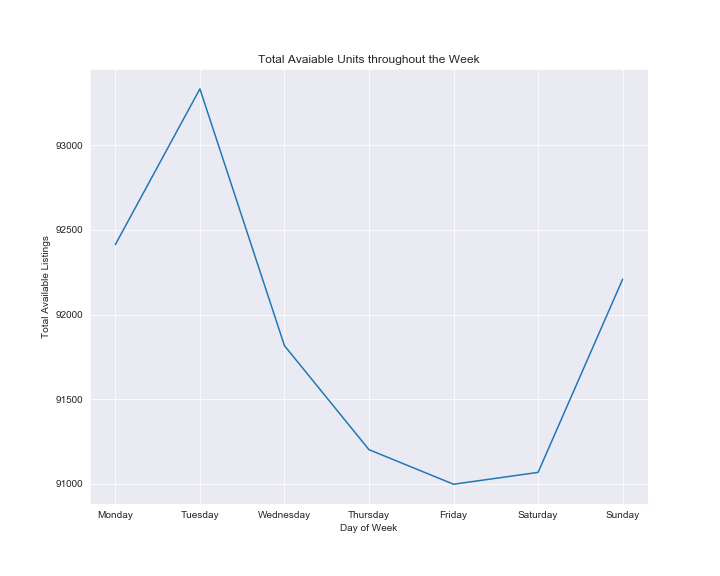 Total Avaiable Units throughout the Week
Total Available Listings
93000
92500
92000
91500
91000
Monday Tuesday Wednesday Thursday Friday Saturday Sunday
Day of Week